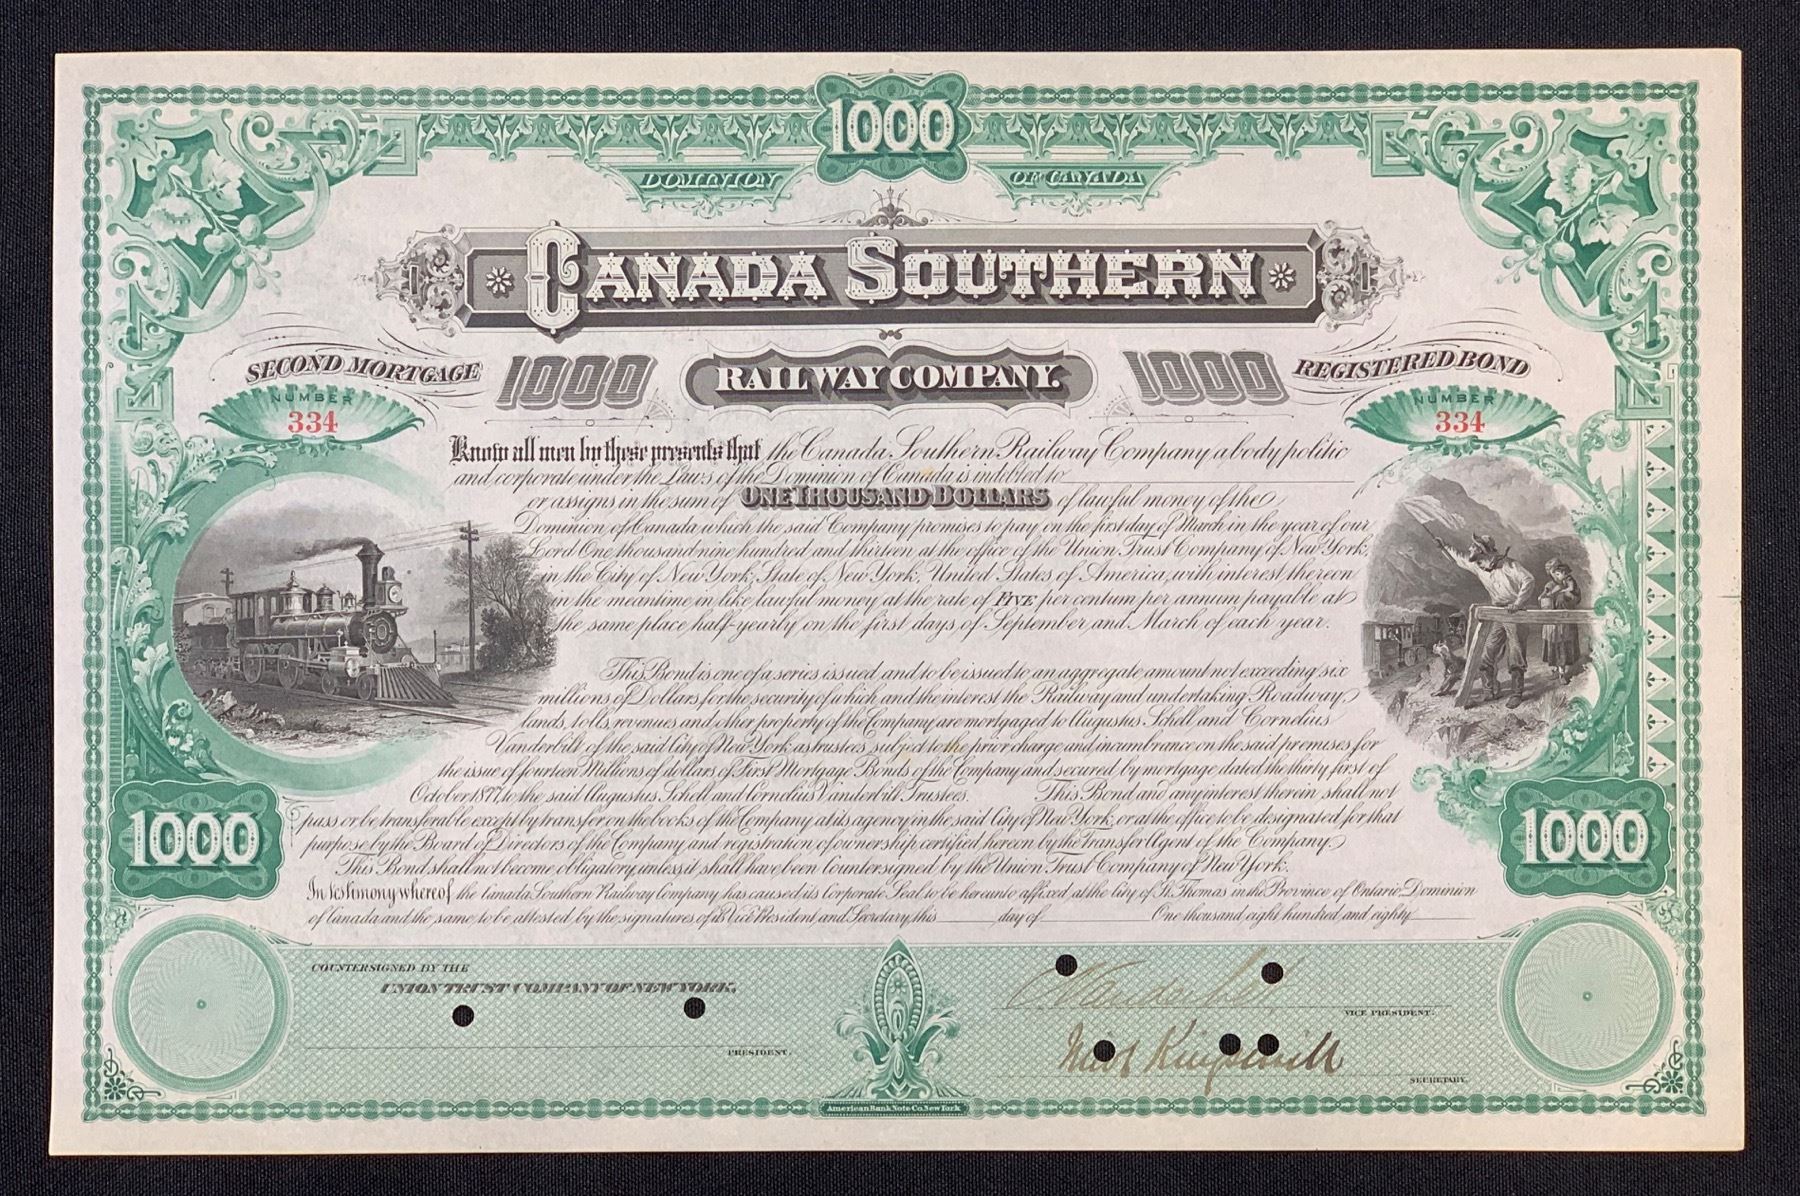 1000
DOMINION OF CANADA
CANADA SOUTHERN
SECOND MORTGAGE 1000 RAILWAY COMPANY. 1000 REGISTERED BOND
NUMBER
334
NUMBER
334
Know all men by these presents that the Canada Southern Railway Company a body politic
and corporate under the Laws of the Dominion of Canada is indebted to
or assigns in the sum of ONE THOUSAND DOLLARS of lawful money of the
Dominion of Canada which the said Company promises to pay on the first day of March in the year of our
Lord One thousand nine hundred and thirteen at the office of the Union Trust Company of New York,
in the City of New York, State of New York, United States of America, with interest thereon
in the meantime in like lawful money at the rate of FIVE per centum per annum, payable at
the same place, half-yearly on the first days of September and March of each year.
This Bond is one of a series issued and to be issued to an aggregate amount not exceeding six
millions of Dollars, for the security of which and the interest the Railway and undertaking Roadway
lands, tolls, revenues and other property of the Company are mortgaged to Augustus Schell and Cornelius
Vanderbilt of the said City of New York as trustees subject to the prior charge and incumbrance on the said premises for
the issue of fourteen Millions of dollars of First Mortgage Bonds of the Company and secured by mortgage dated the thirty first of
October 1877, to the said Augustus Schell and Cornelius Vanderbilt Trustees. This Bond and any interest therein shall not
pass or be transferable except by transfer on the books of the Company at its agency in the said City of New York, or at the office to be designated for that
purpose by the Board of Directors of the Company and registration of ownership certified hereon by the Transfer Agent of the Company.
This Bond shall not become obligatory unless it shall have been Countersigned by the Union Trust Company of New York.
In testimony whereof the Canada Southern Railway Company has caused its Corporate Seal to be hereunto affixed at the City of St. Thomas in the Province of Ontario Dominion
of Canada and the same to be attested by the signatures of its Vice President and Secretary this day of One thousand eight hundred and eighty
1000
1000
COUNTERSIGNED BY THE
UNION TRUST COMPANY OF NEW YORK.
PRESIDENT.
C Vanderbilt
VICE PRESIDENT.
Nicol Kingsmill
SECRETARY.
American Bank Note Co. New York